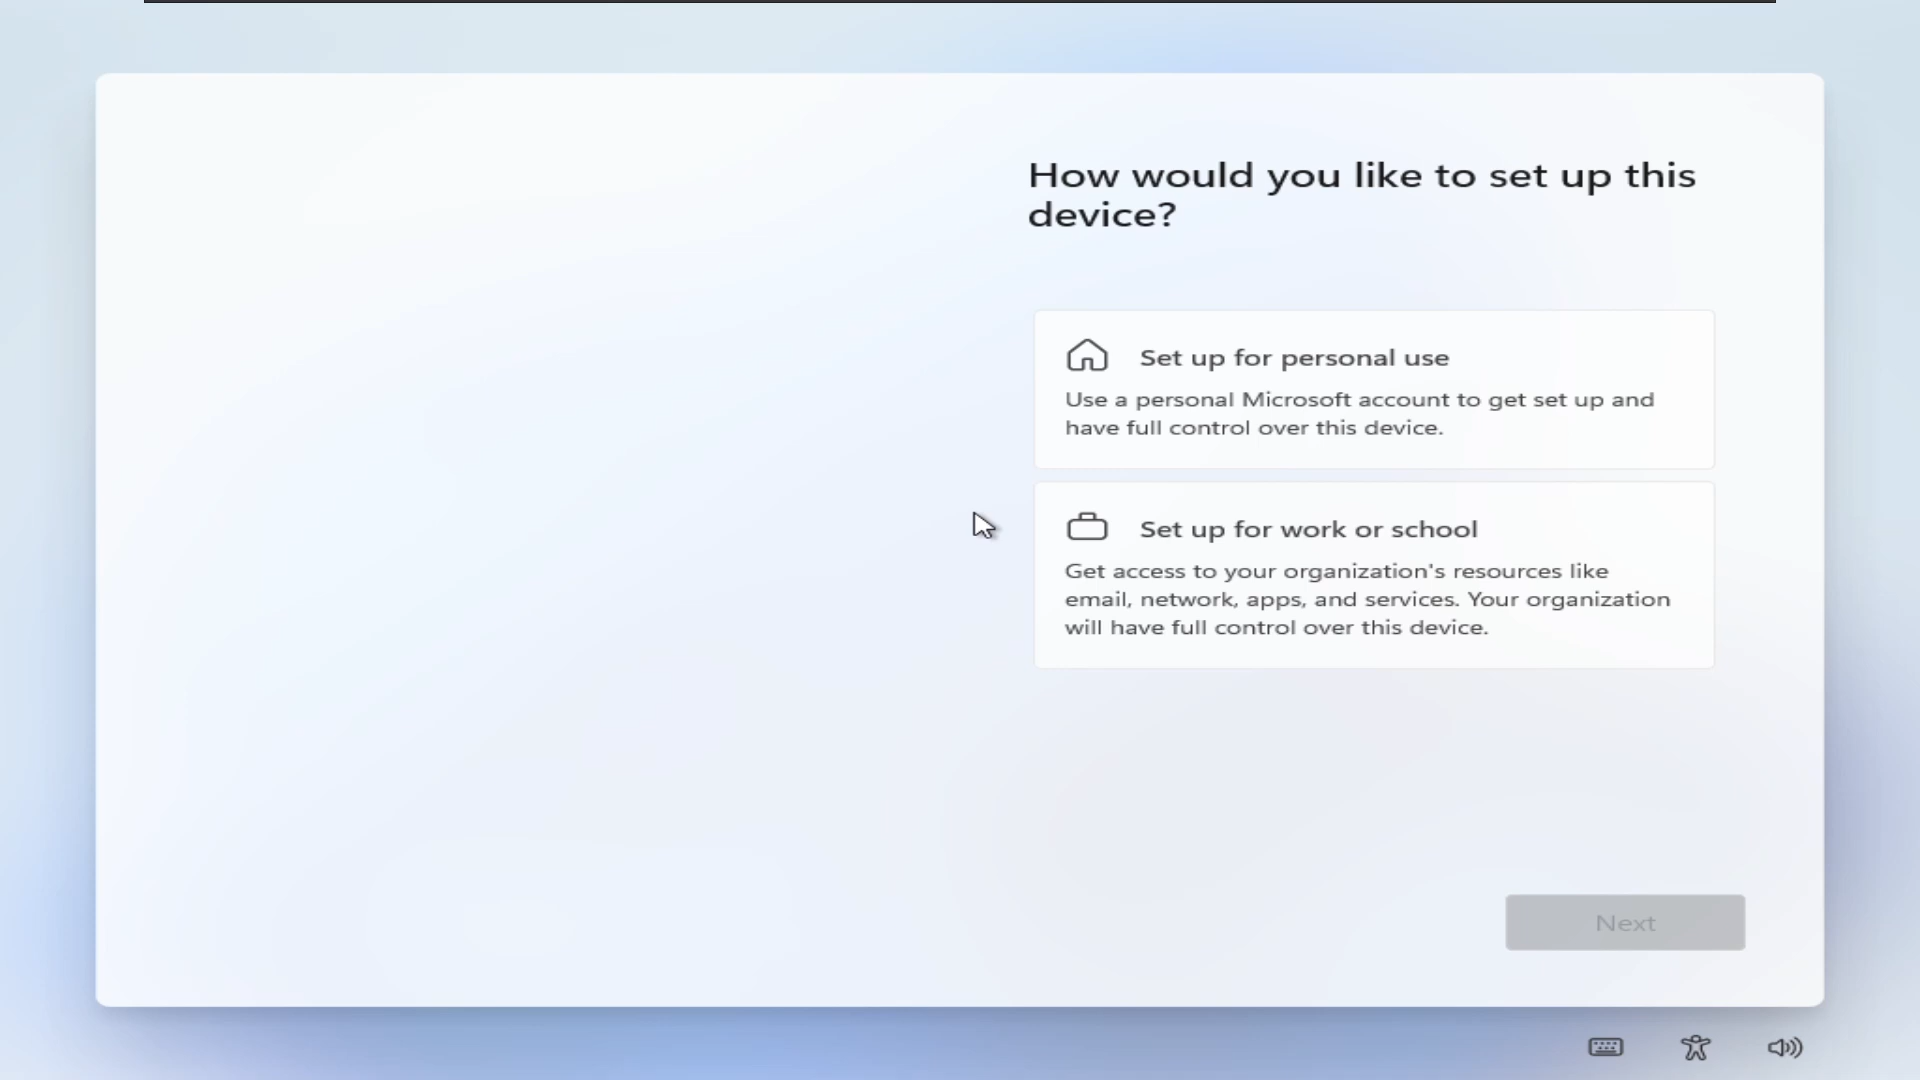 How would you like to set up this
device?
Set up for personal use
Use a personal Microsoft account to get set up and
have full control over this device.
Set up for work or school
Get access to your organization's resources like
email, network, apps, and services. Your organization
will have full control over this device.
Next